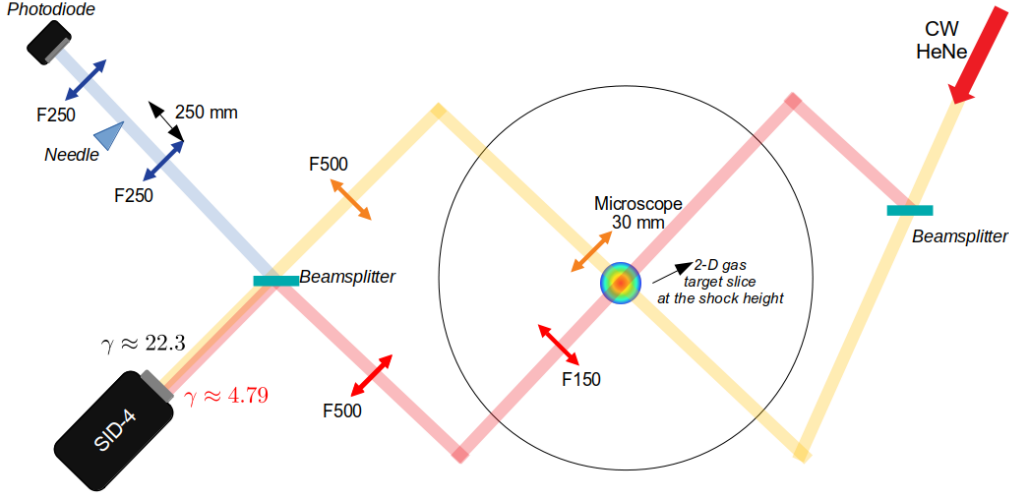 Photodiode
CW
HeNe
F250
250 mm
Needle
F250
F500
Microscope
30 mm
Beamsplitter
Beamsplitter
2-D gas
target slice
at the shock height
γ ≈ 22.3
γ ≈ 4.79
F500
F150
SID-4